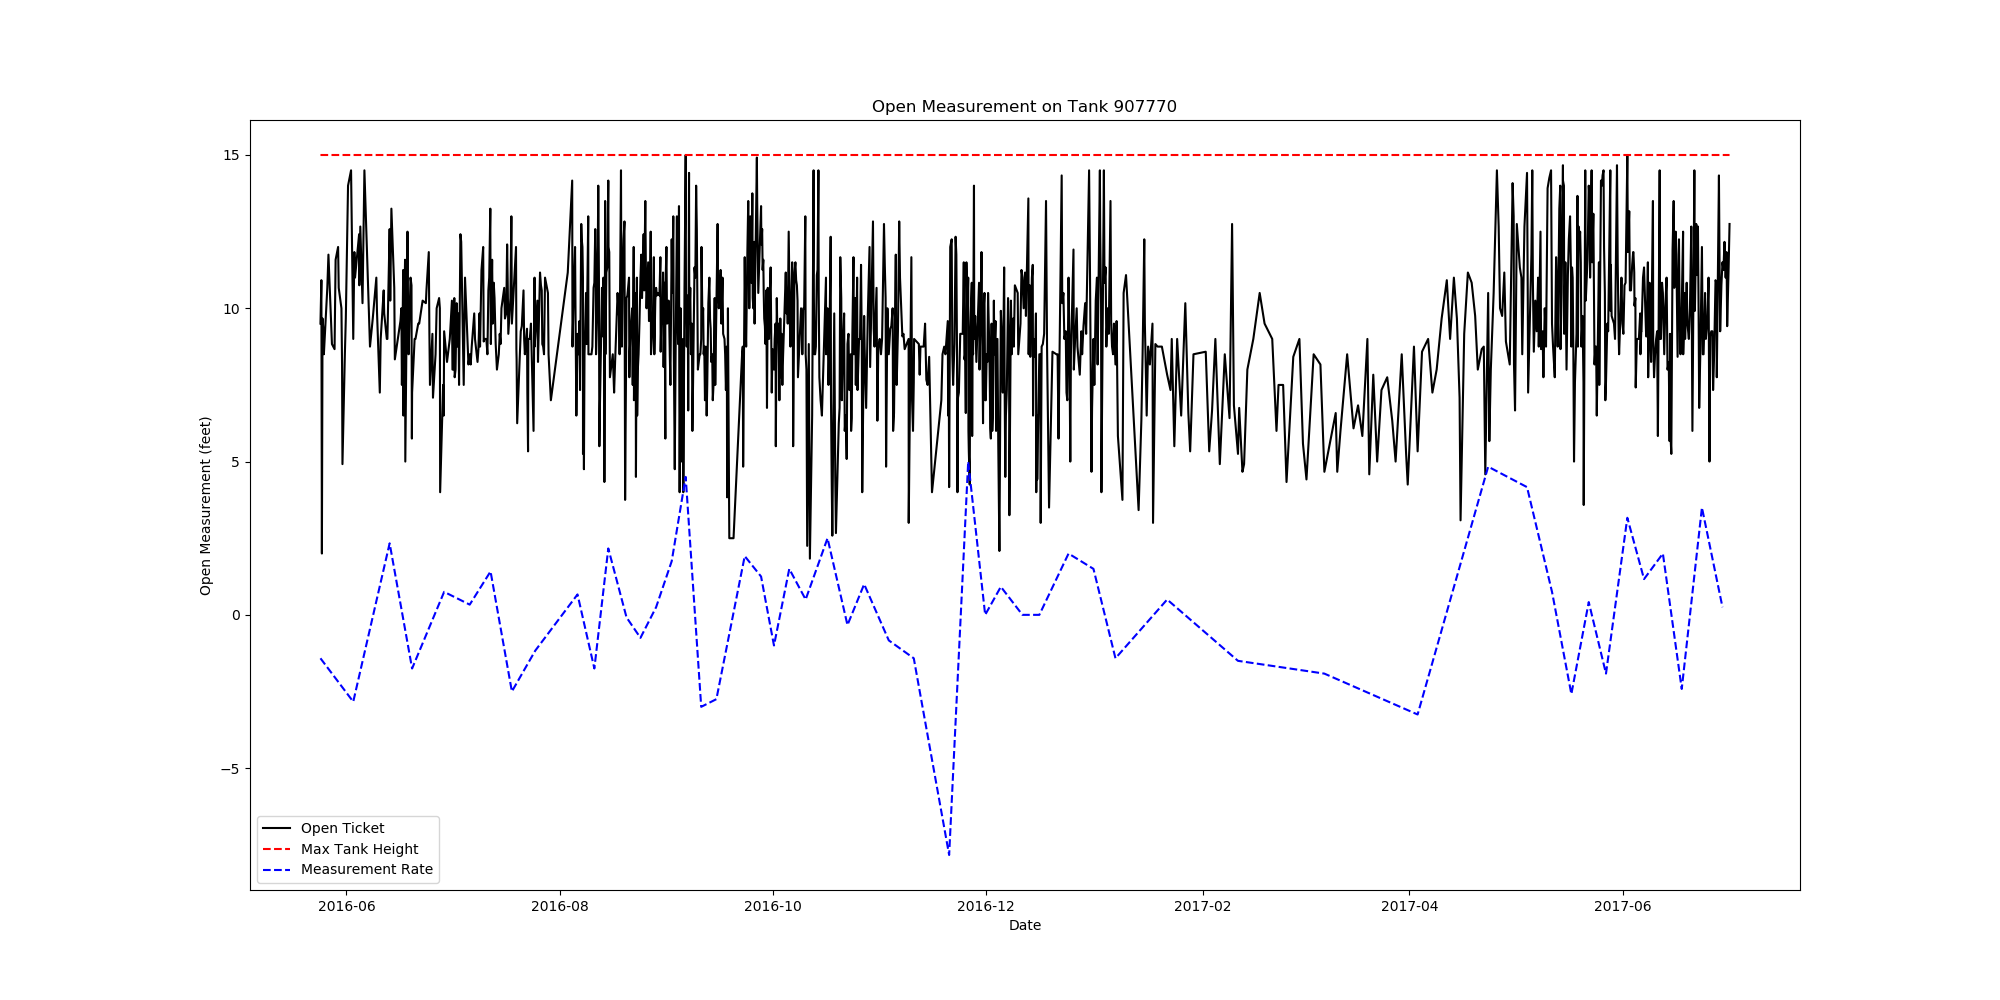 Open Measurement on Tank 907770
Open Measurement (feet)
15
10
5
0
−5
Open Ticket
Max Tank Height
Measurement Rate
2016-06 2016-08 2016-10 2016-12 2017-02 2017-04 2017-06
Date